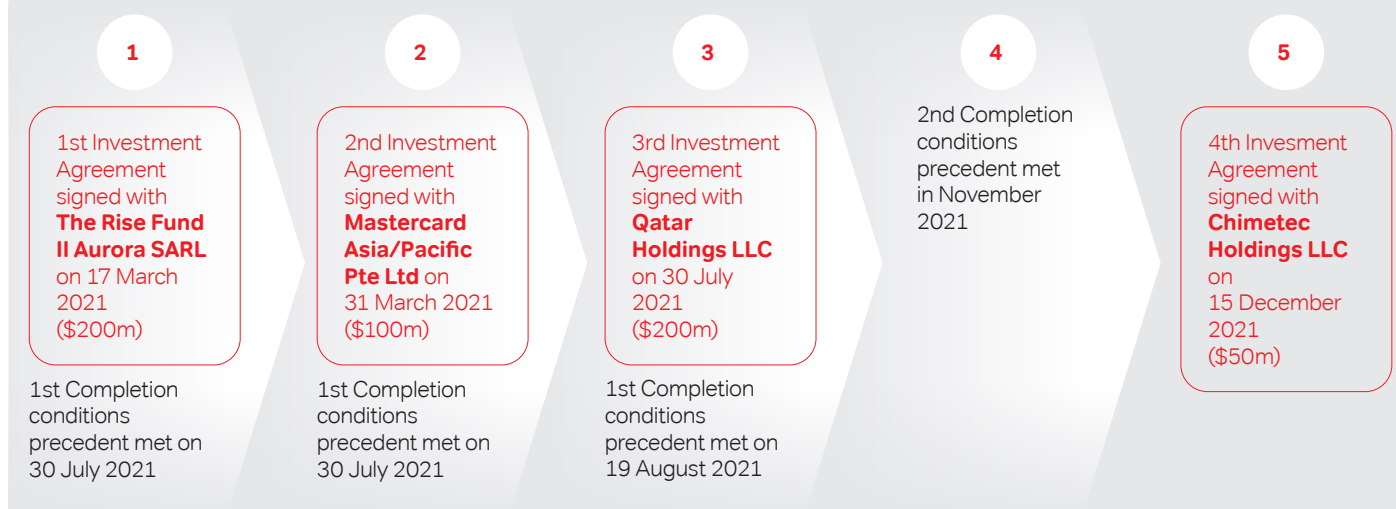 1
1st Investment
Agreement
signed with
The Rise Fund
II Aurora SARL
on 17 March
2021
($200m)
1st Completion
conditions
precedent met on
30 July 2021
2
2nd Investment
Agreement
signed with
Mastercard
Asia/Pacific
Pte Ltd on
31 March 2021
($100m)
1st Completion
conditions
precedent met on
30 July 2021
3
3rd Investment
Agreement
signed with
Qatar
Holdings LLC
on 30 July
2021
($200m)
1st Completion
conditions
precedent met on
19 August 2021
4
2nd Completion
conditions
precedent met
in November
2021
5
4th Invesment
Agreement
signed with
Chimetec
Holdings LLC
on
15 December
2021
($50m)